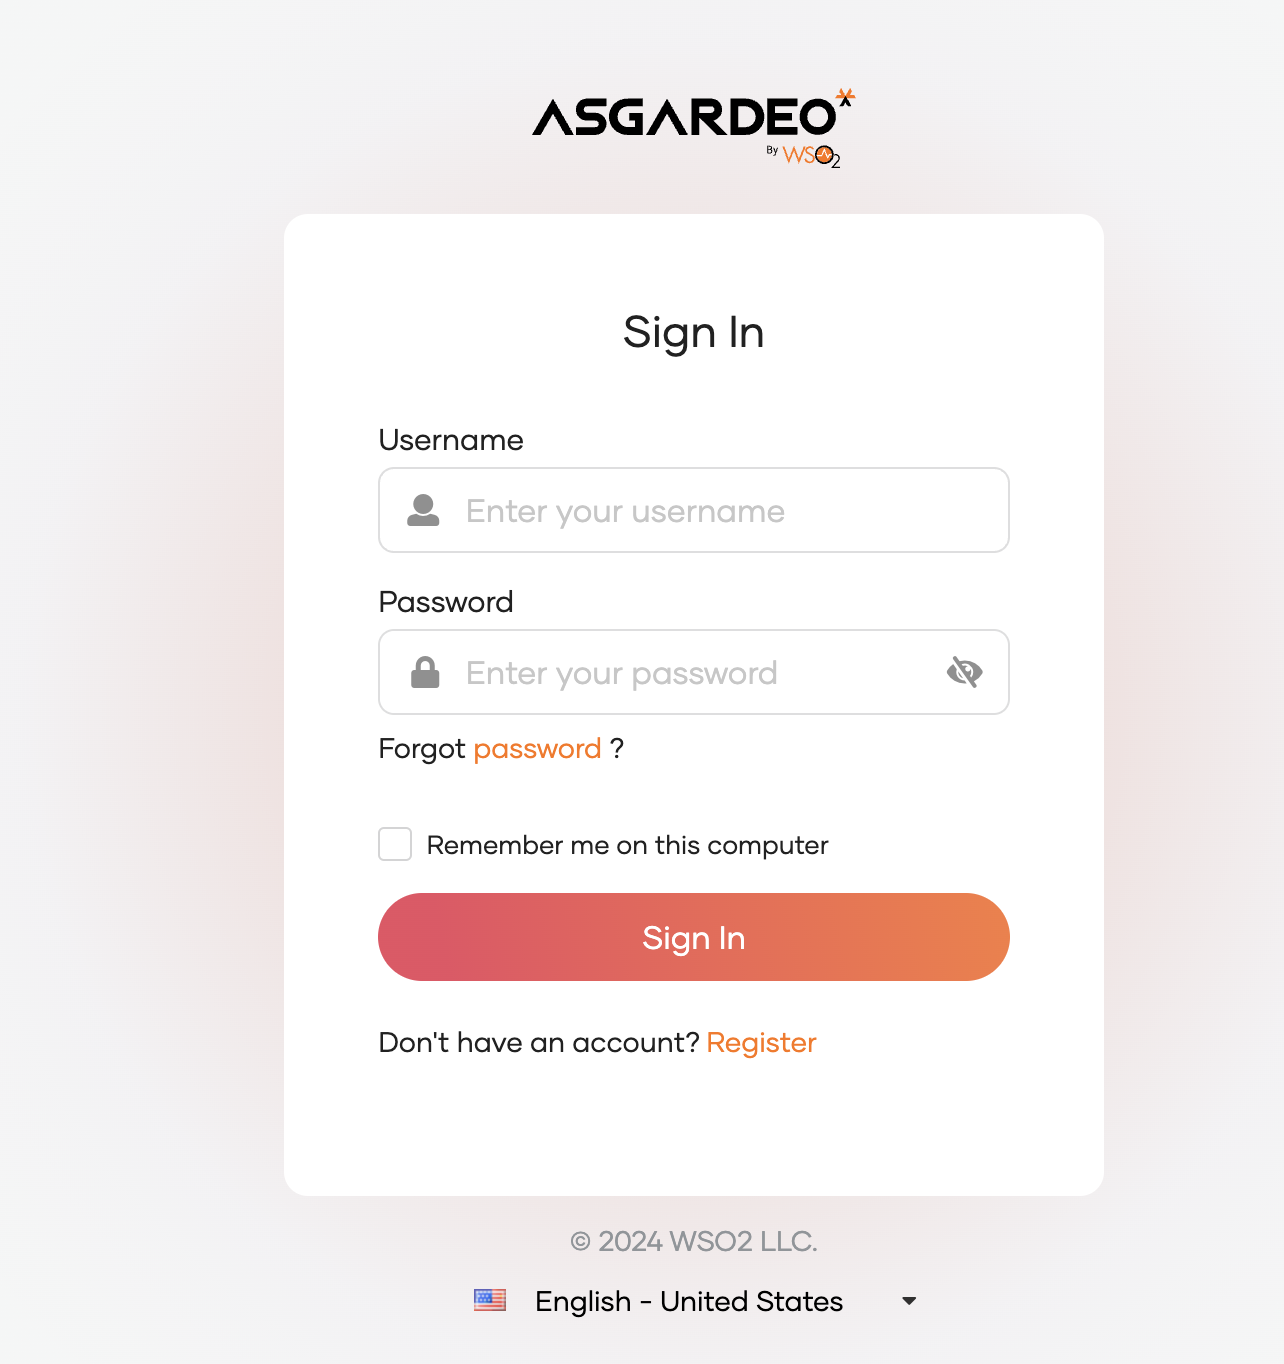 ASGARDEO
By WSO2
Sign In
Username
Enter your username
Password
Enter your password
Forgot password ?
Remember me on this computer
Sign In
Don't have an account? Register
© 2024 WSO2 LLC.
English - United States